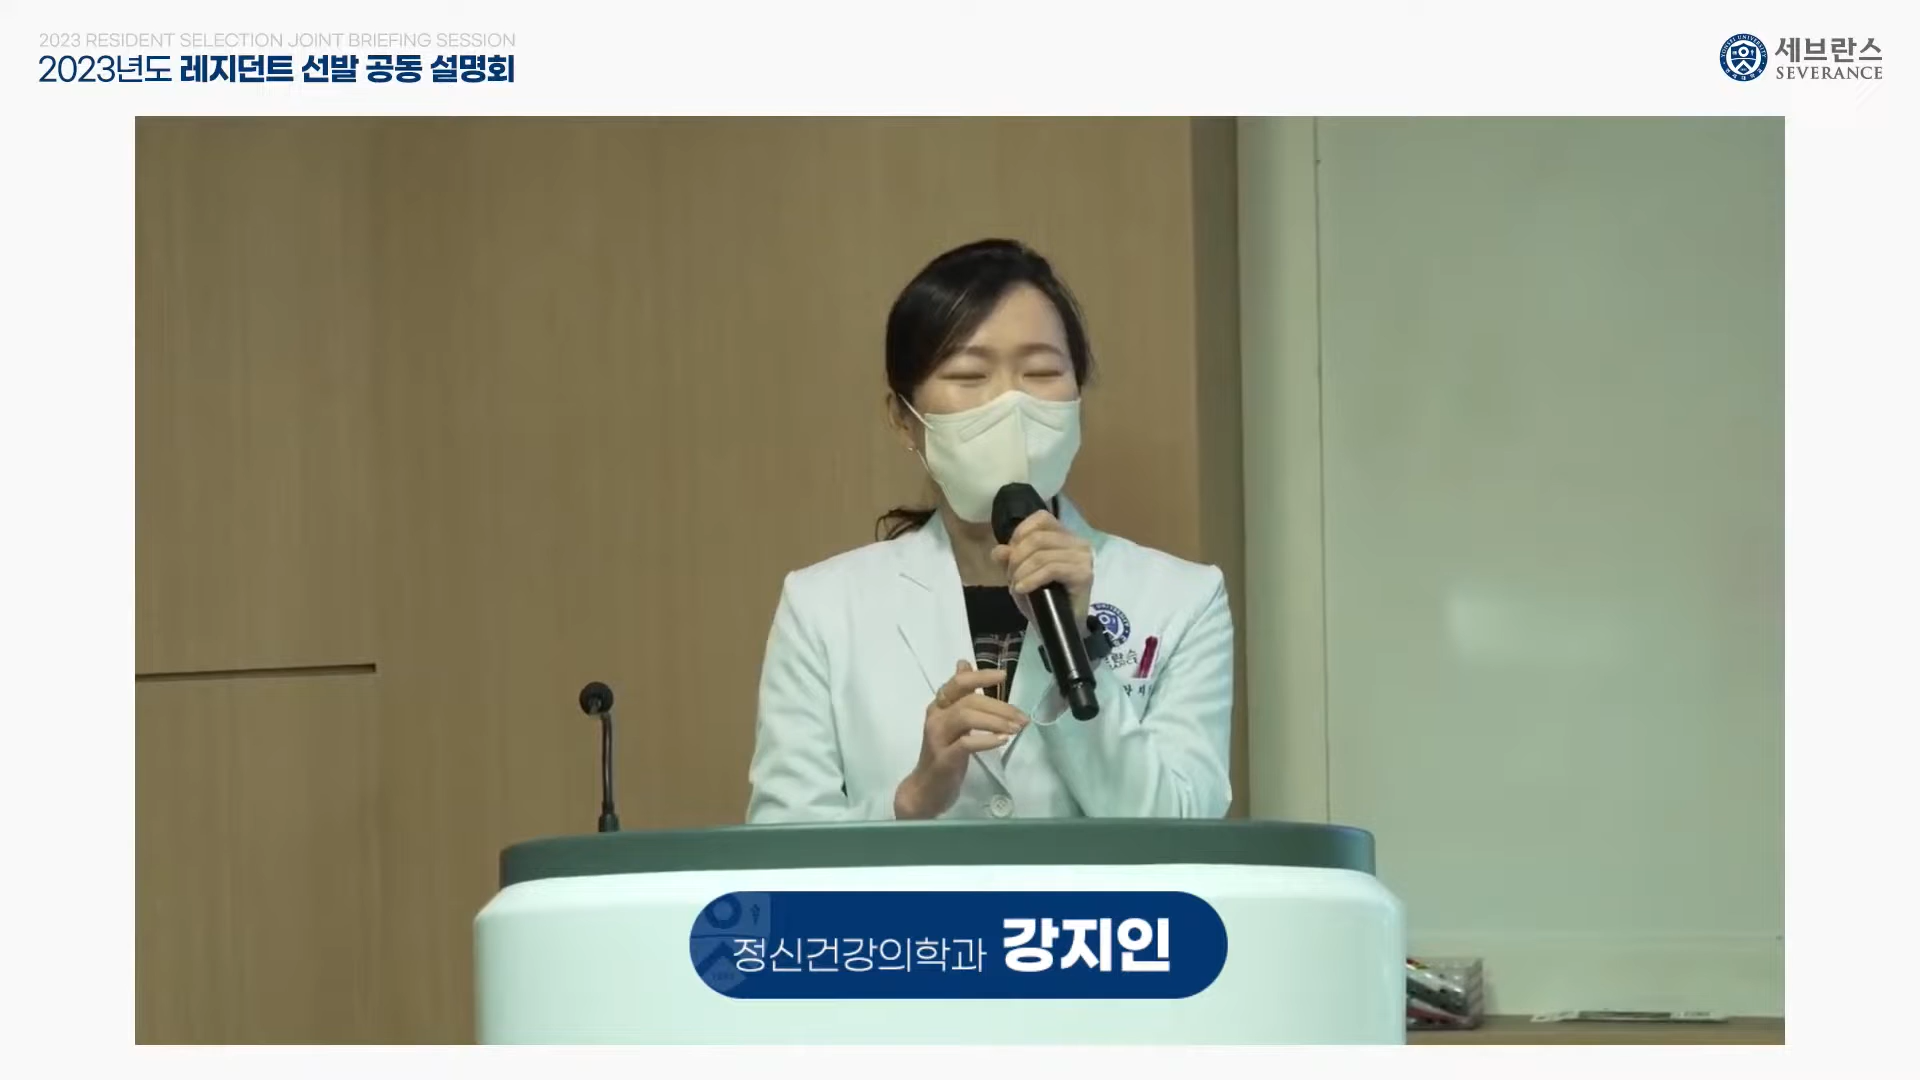 2023 RESIDENT SELECTION JOINT BRIEFING SESSION
2023년도 레지던트 선발 공동 설명회
세브란스
SEVERANCE
정신건강의학과 강지인